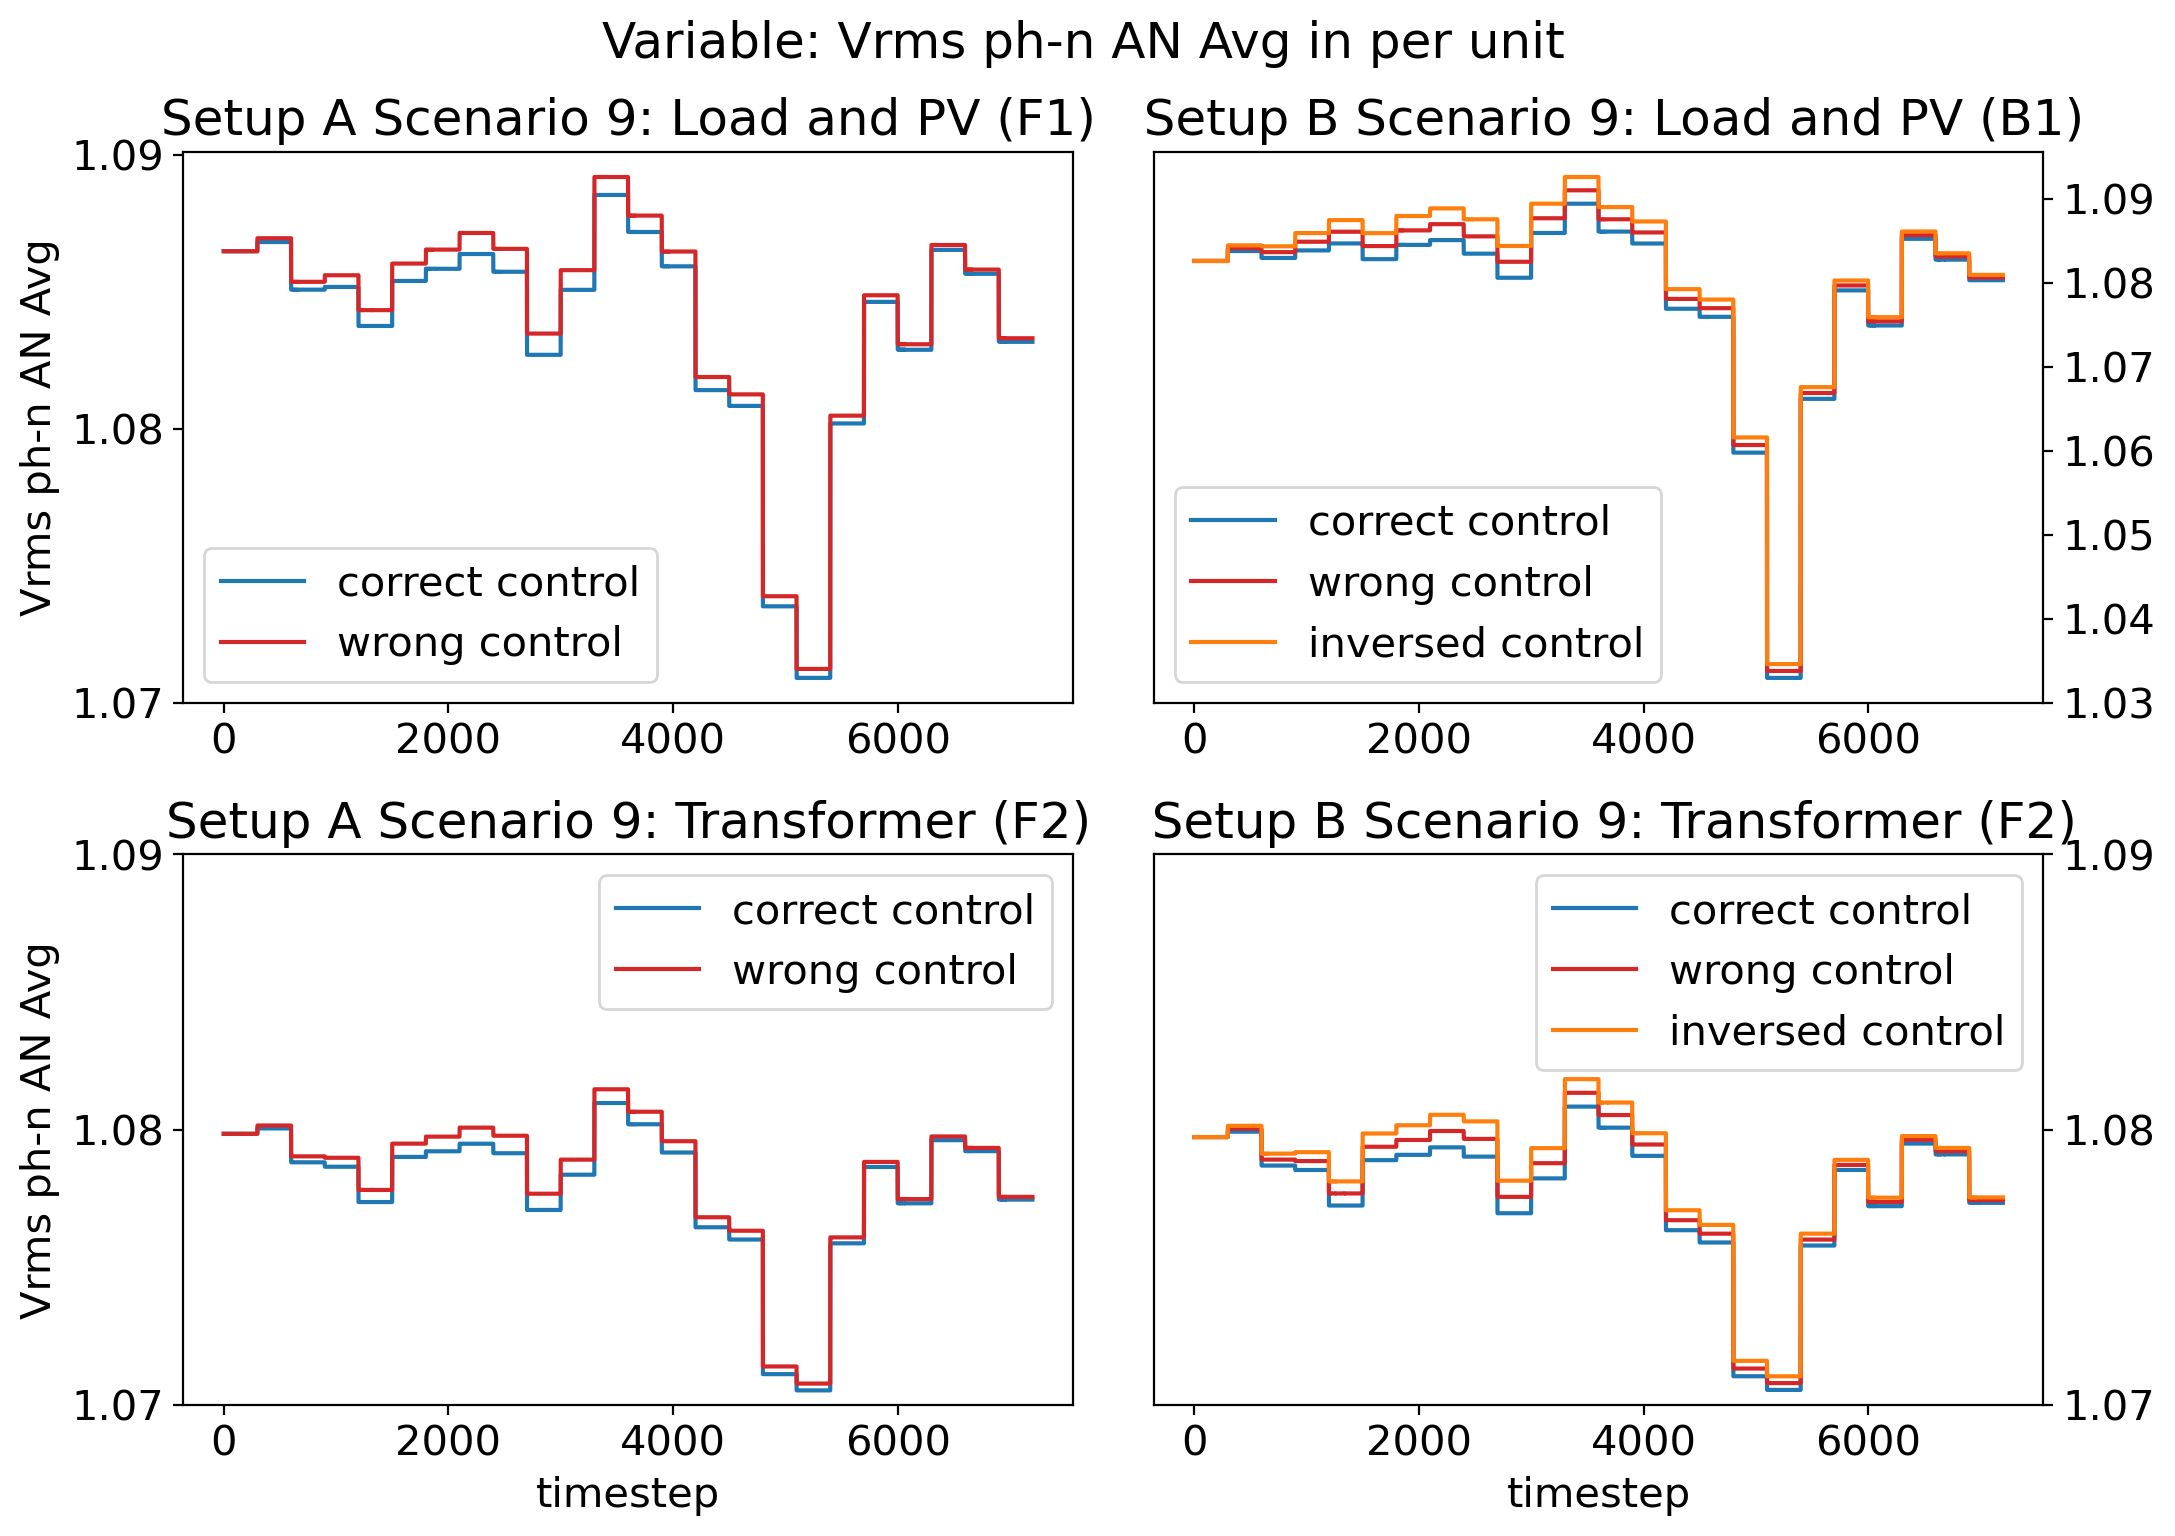 Variable: Vrms ph-n AN Avg in per unit
Setup A Scenario 9: Load and PV (F1)
Vrms ph-n AN Avg
1.09
1.08
1.07
0 2000 4000 6000
correct control
wrong control
Setup B Scenario 9: Load and PV (B1)
1.09
1.08
1.07
1.06
1.05
1.04
1.03
0 2000 4000 6000
correct control
wrong control
inversed control
Setup A Scenario 9: Transformer (F2)
Vrms ph-n AN Avg
1.09
1.08
1.07
0 2000 4000 6000
timestep
correct control
wrong control
Setup B Scenario 9: Transformer (F2)
1.09
1.08
1.07
0 2000 4000 6000
timestep
correct control
wrong control
inversed control